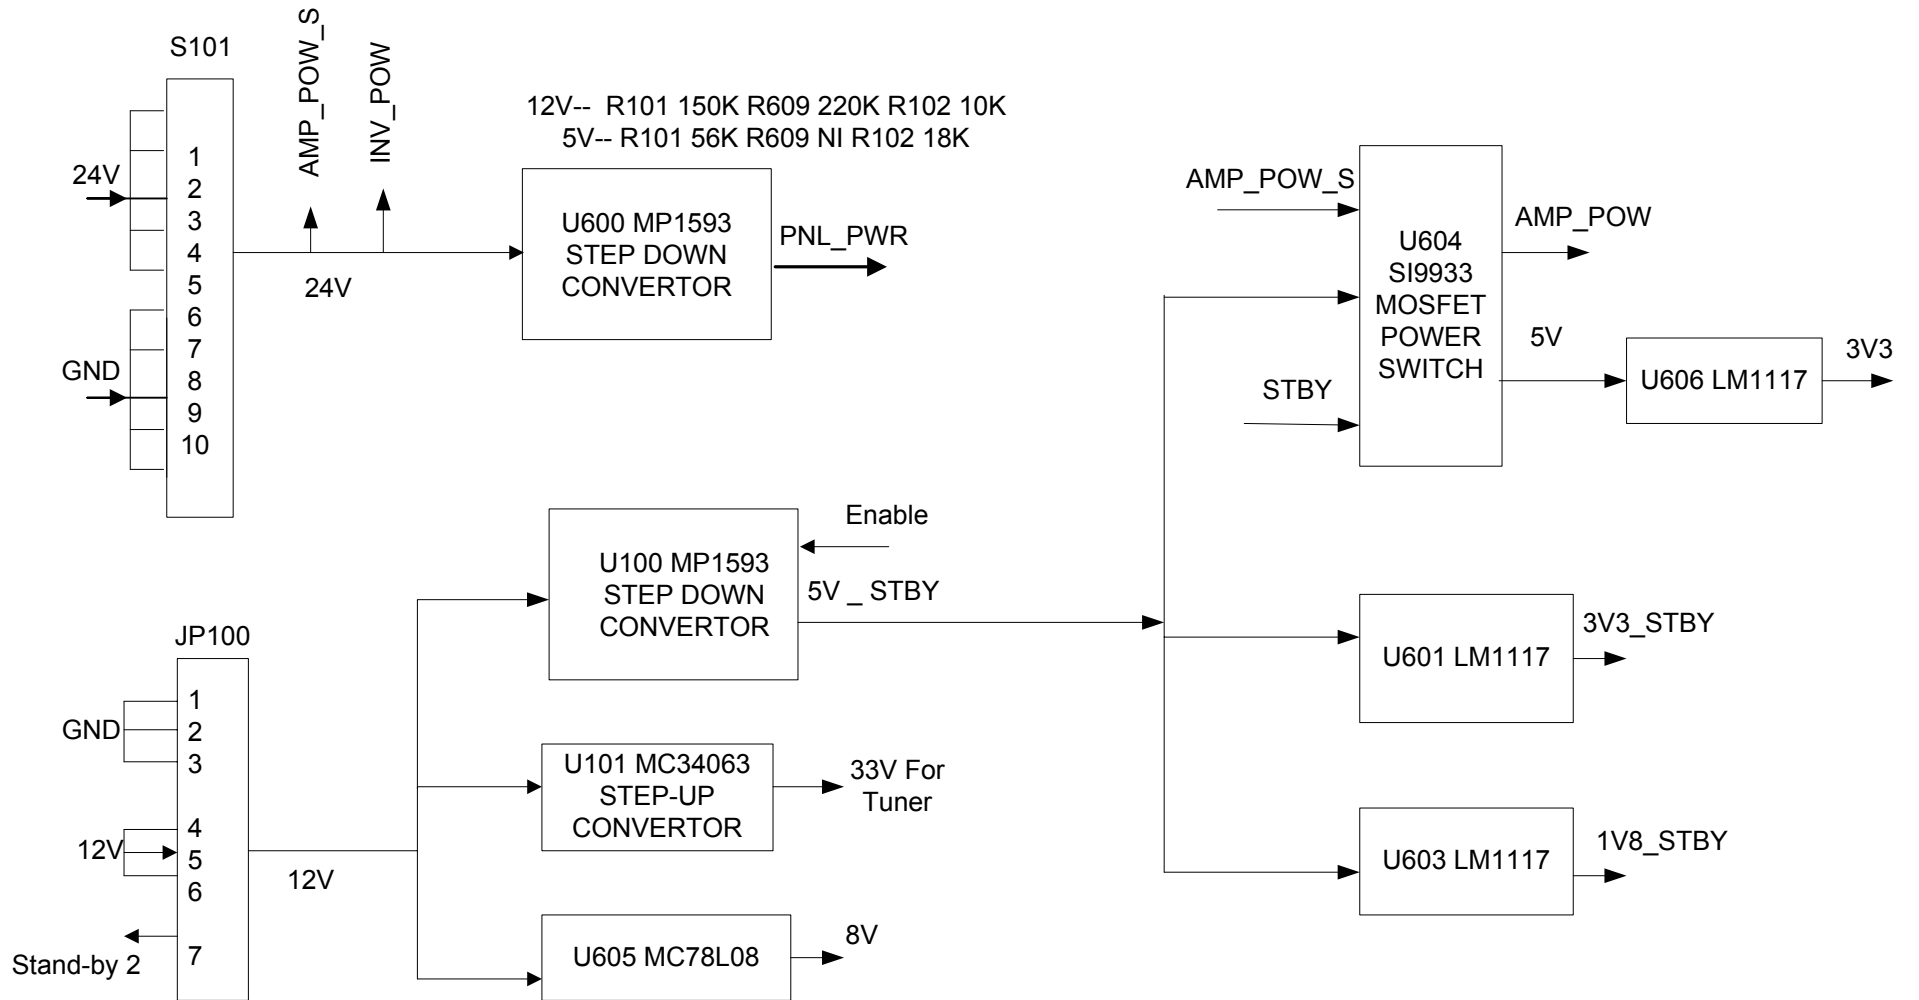 S101
AMP_POW_S
INV_POW
12V-- R101 150K R609 220K R102 10K
5V-- R101 56K R609 NI R102 18K
24V
GND
1
2
3
4
5
6
7
8
9
10
24V
U600 MP1593
STEP DOWN
CONVERTOR
PNL_PWR
AMP_POW_S
STBY
U604
SI9933
MOSFET
POWER
SWITCH
AMP_POW
5V
U606 LM1117
3V3
Enable
U100 MP1593
STEP DOWN
CONVERTOR
5V _ STBY
U601 LM1117
3V3_STBY
JP100
GND
12V
Stand-by 2
1
2
3
4
5
6
7
12V
U101 MC34063
STEP-UP
CONVERTOR
33V For
Tuner
U603 LM1117
1V8_STBY
U605 MC78L08
8V